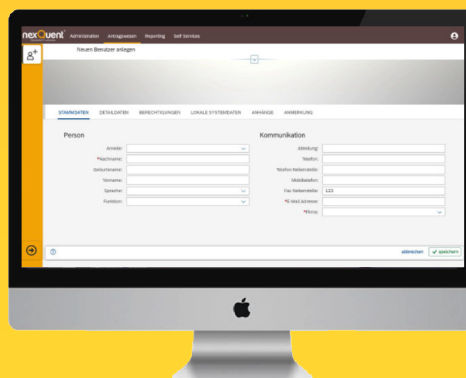 nexQuent Administration Antragswesen Reporting Self Services
Neuen Benutzer anlegen
STAMMDATEN DETAILDATEN BERECHTIGUNGEN LOKALE SYSTEMDATEN ANHÄNGE ANMERKUNG
Person
Anrede:
*Nachname:
Geburtsname:
Vorname:
Sprache:
Funktion:
Kommunikation
Abteilung:
Telefon:
Telefon Nebenstelle:
Mobiltelefon:
Fax Nebenstelle: 123
*E-Mail Adresse:
*Firma:
abbrechen speichern